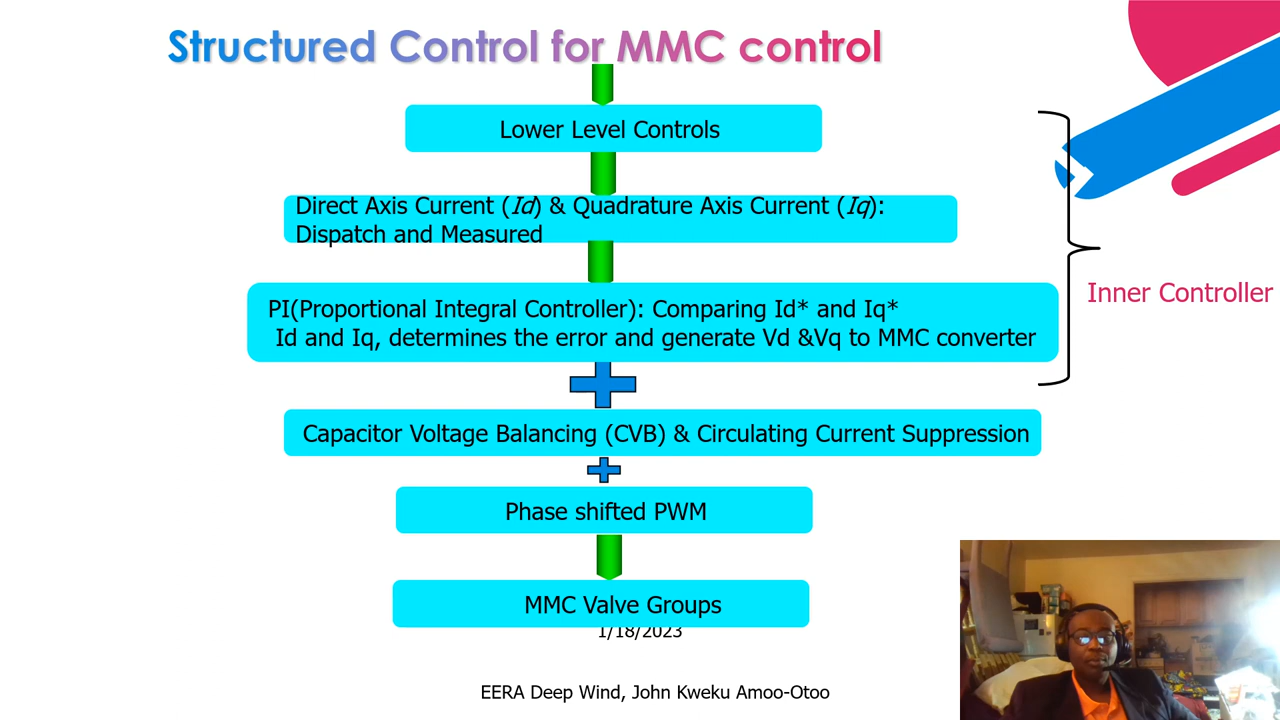 Structured Control for MMC control
Lower Level Controls
Direct Axis Current (Id) & Quadrature Axis Current (Iq):
Dispatch and Measured
PI(Proportional Integral Controller): Comparing Id* and Iq*
Id and Iq, determines the error and generate Vd &Vq to MMC converter
Inner Controller
Capacitor Voltage Balancing (CVB) & Circulating Current Suppression
Phase shifted PWM
MMC Valve Groups
1/18/2023
EERA Deep Wind, John Kweku Amoo-Otoo